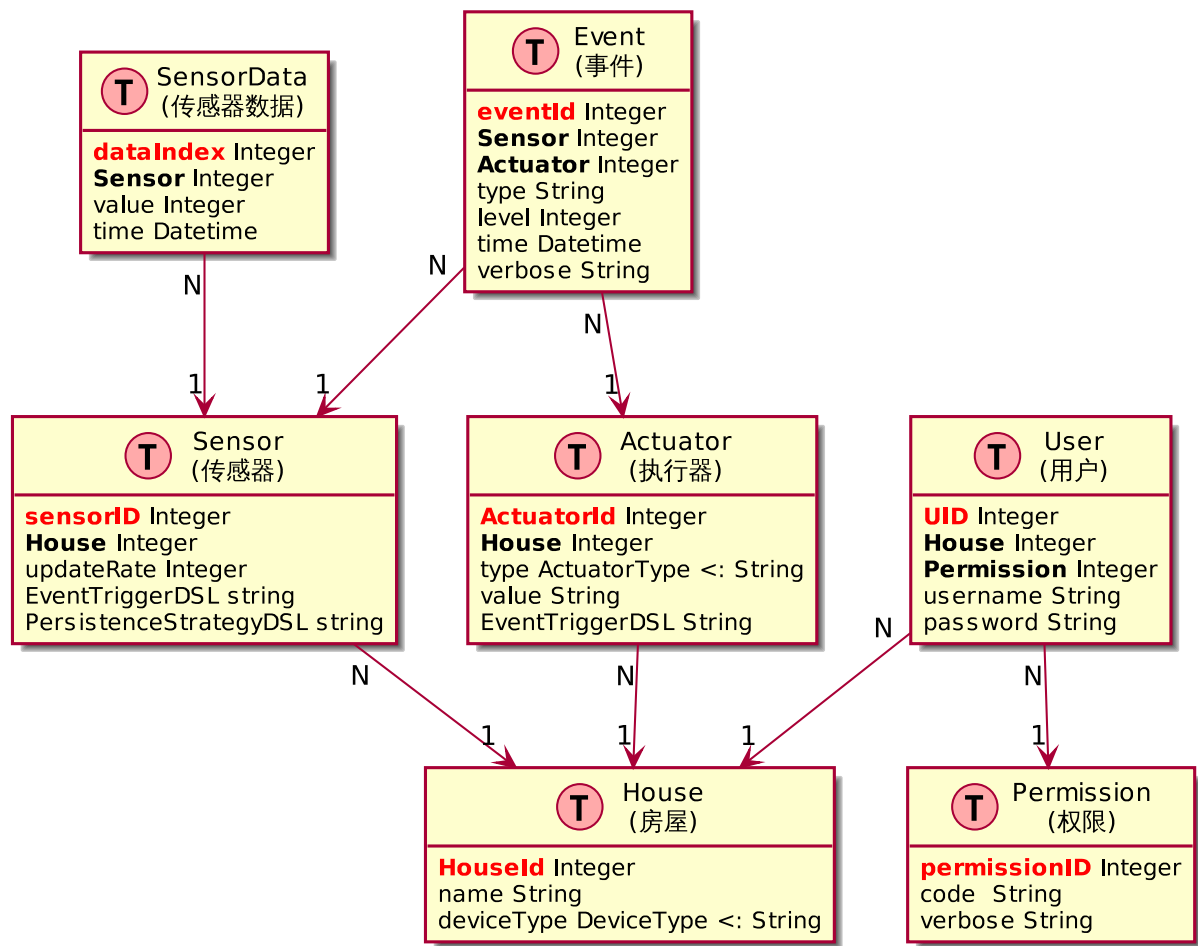 T
SensorData
(传感器数据)
dataIndex Integer
Sensor Integer
value Integer
time Datetime
T
Event
(事件)
eventId Integer
Sensor Integer
Actuator Integer
type String
level Integer
time Datetime
verbose String
N
1
N
1
N
1
T
Sensor
(传感器)
sensorID Integer
House Integer
updateRate Integer
EventTriggerDSL string
PersistenceStrategyDSL string
T
Actuator
(执行器)
ActuatorId Integer
House Integer
type ActuatorType <: String
value String
EventTriggerDSL String
T
User
(用户)
UID Integer
House Integer
Permission Integer
username String
password String
N
1
N
1
N
1
N
1
T
House
(房屋)
HouseId Integer
name String
deviceType DeviceType <: String
T
Permission
(权限)
permissionID Integer
code  String
verbose String